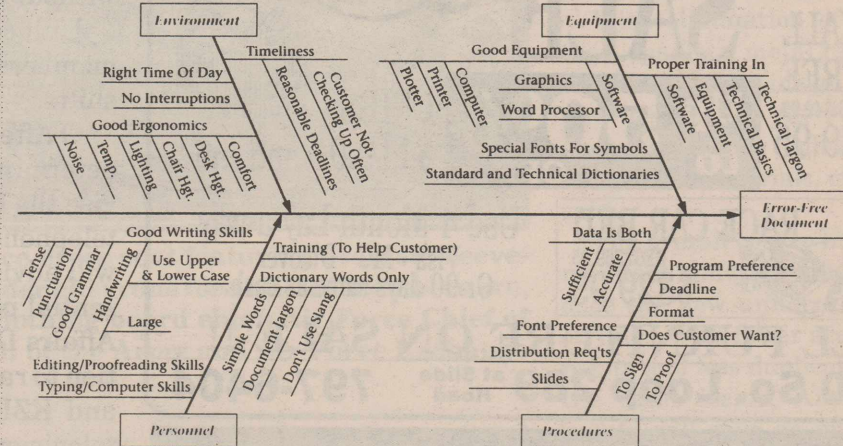 Environment
Equipment
Timeliness
Right Time Of Day
No Interruptions
Good Ergonomics
Noise
Temp.
Lighting
Chair Hgt.
Desk Hgt.
Comfort
Reasonable Deadlines
Customer Not
Checking Up Often
Good Equipment
Plotter
Printer
Computer
Software
Graphics
Word Processor
Special Fonts For Symbols
Standard and Technical Dictionaries
Proper Training In
Software
Equipment
Technical Basics
Technical Jargon
Error-Free
Document
Good Writing Skills
Tense
Punctuation
Good Grammar
Handwriting
Use Upper
& Lower Case
Large
Editing/Proofreading Skills
Typing/Computer Skills
Training (To Help Customer)
Dictionary Words Only
Simple Words
Document Jargon
Don't Use Slang
Data Is Both
Sufficient
Accurate
Font Preference
Distribution Req'ts
Slides
Program Preference
Deadline
Format
Does Customer Want?
To Sign
To Proof
Personnel
Procedures